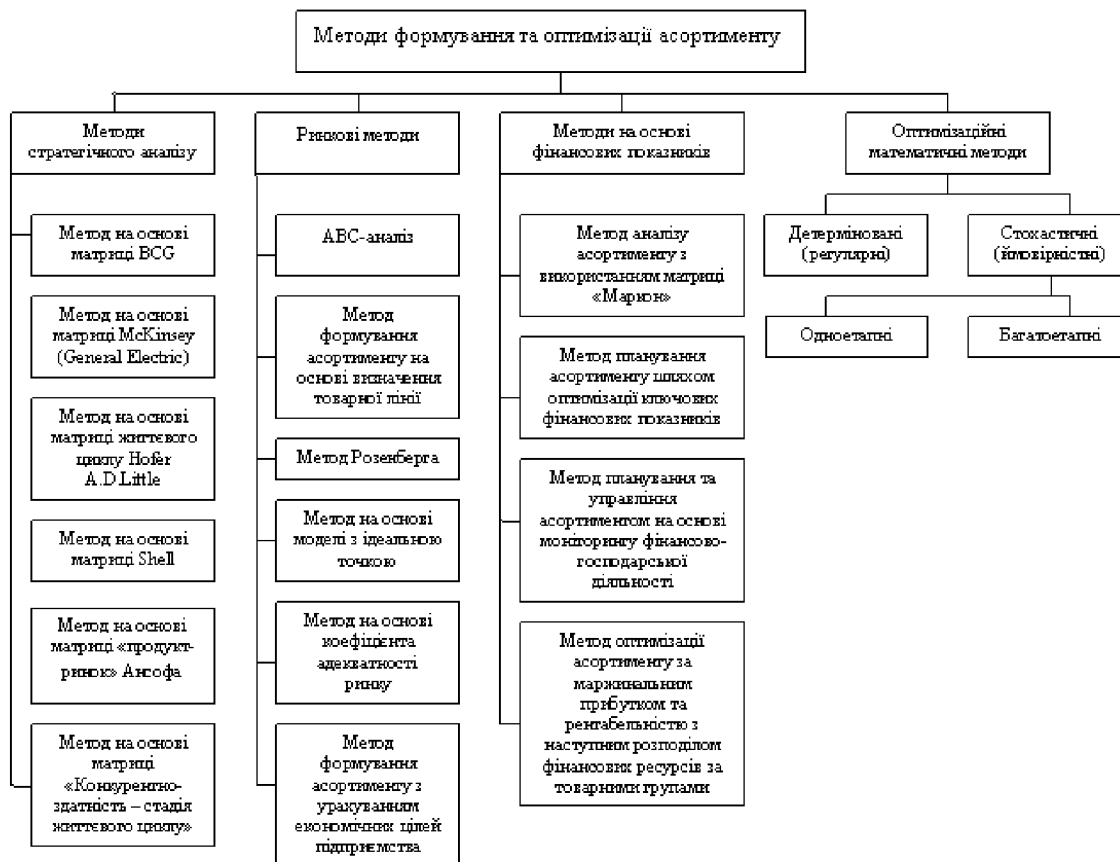 Методи формування та оптимізації асортименту
Методи
стратегічного аналізу
Метод на основі
матриці BCG
Метод на основі
матриці McKinsey
(General Electric)
Метод на основі
матриці життєвого
циклу Hofer
A.D.Little
Метод на основі
матриці Shell
Метод на основі
матриці «продукт-
ринок» Ансофа
Метод на основі
матриці
«Конкуренто-
здатність – стадія
життєвого циклу»
Ринкові методи
АВС-аналіз
Метод
формування
асортименту на
основі визначення
товарної лінії
Метод Розенберга
Метод на основі
моделі з ідеальною
точкою
Метод на основі
коефіцієнта
адекватності
ринку
Метод
формування
асортименту з
урахуванням
економічних цілей
підприємства
Методи на основі
фінансових показників
Метод аналізу
асортименту з
використанням матриці
«Марион»
Метод планування
асортименту шляхом
оптимізації ключових
фінансових показників
Метод планування та
управління
асортиментом на основі
моніторингу фінансово-
господарської
діяльності
Метод оптимізації
асортименту за
маржинальним
прибутком та
рентабельністю з
наступним розподілом
фінансових ресурсів за
товарними групами
Оптимізаційні
математичні методи
Детерміновані
(регулярні)
Стохастичні
(ймовірністні)
Одноетапні
Багатоетапні